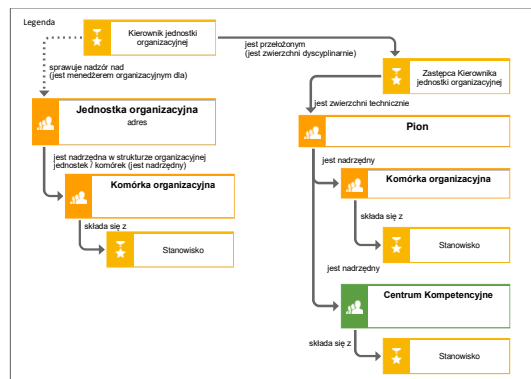 Legenda
Kierownik jednostki
organizacyjnej
jest przełożonym
(jest zwierzchni dyscyplinarnie)
sprawuje nadzór nad
(jest menedżerem organizacyjnym dla)
Zastępca Kierownika
jednostki organizacyjnej
jest zwierzchni technicznie
Jednostka organizacyjna
adres
Pion
jest nadrzędna w strukturze organizacyjnej
jednostek / komórek (jest nadrzędny)
jest nadrzędny
Komórka organizacyjna
Komórka organizacyjna
składa się z
składa się z
Stanowisko
Stanowisko
jest nadrzędny
Centrum Kompetencyjne
składa się z
Stanowisko